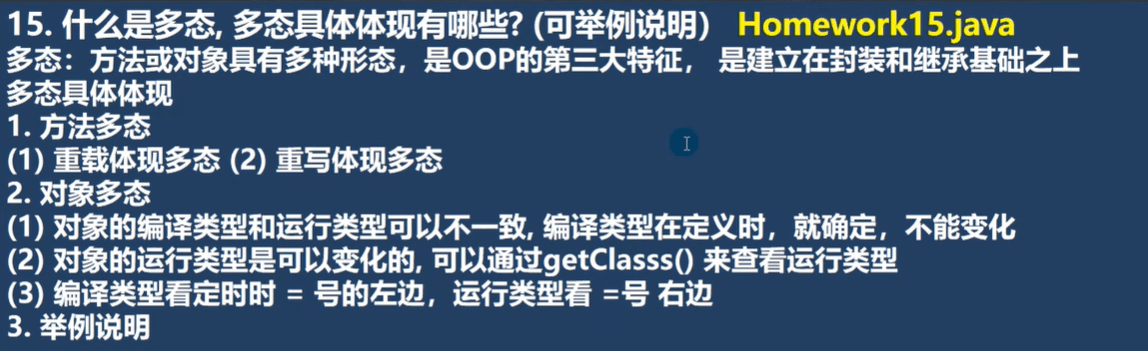 15. 什么是多态, 多态具体体现有哪些? (可举例说明） Homework15.java
多态：方法或对象具有多种形态，是OOP的第三大特征， 是建立在封装和继承基础之上
多态具体体现
1. 方法多态
(1) 重载体现多态 (2) 重写体现多态
2. 对象多态
(1) 对象的编译类型和运行类型可以不一致, 编译类型在定义时，就确定，不能变化
(2) 对象的运行类型是可以变化的, 可以通过getClasss() 来查看运行类型
(3) 编译类型看定时时 = 号的左边，运行类型看 =号 右边
3. 举例说明